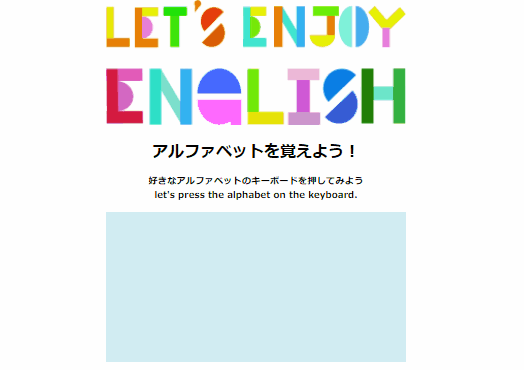 LET'S ENJOY
ENGLISH
アルファベットを覚えよう！
好きなアルファベットのキーボードを押してみよう
let's press the alphabet on the keyboard.